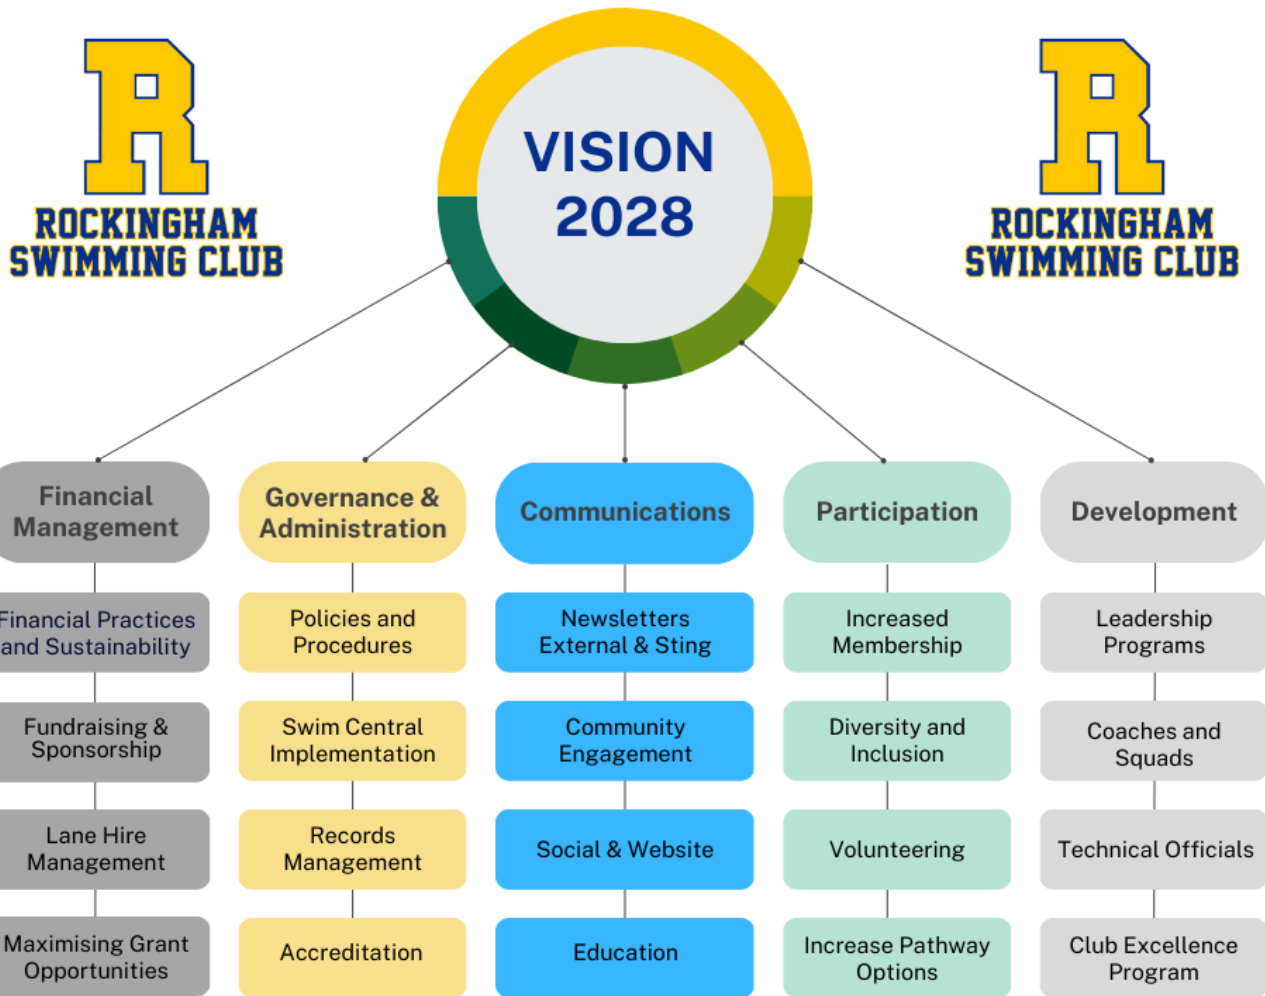 R
ROCKINGHAM
SWIMMING CLUB
VISION
2028
R
ROCKINGHAM
SWIMMING CLUB
Financial
Management
Financial Practices
and Sustainability
Fundraising &
Sponsorship
Lane Hire
Management
Maximising Grant
Opportunities
Governance &
Administration
Policies and
Procedures
Swim Central
Implementation
Records
Management
Accreditation
Communications
Newsletters
External & Sting
Community
Engagement
Social & Website
Education
Participation
Increased
Membership
Diversity and
Inclusion
Volunteering
Increase Pathway
Options
Development
Leadership
Programs
Coaches and
Squads
Technical Officials
Club Excellence
Program